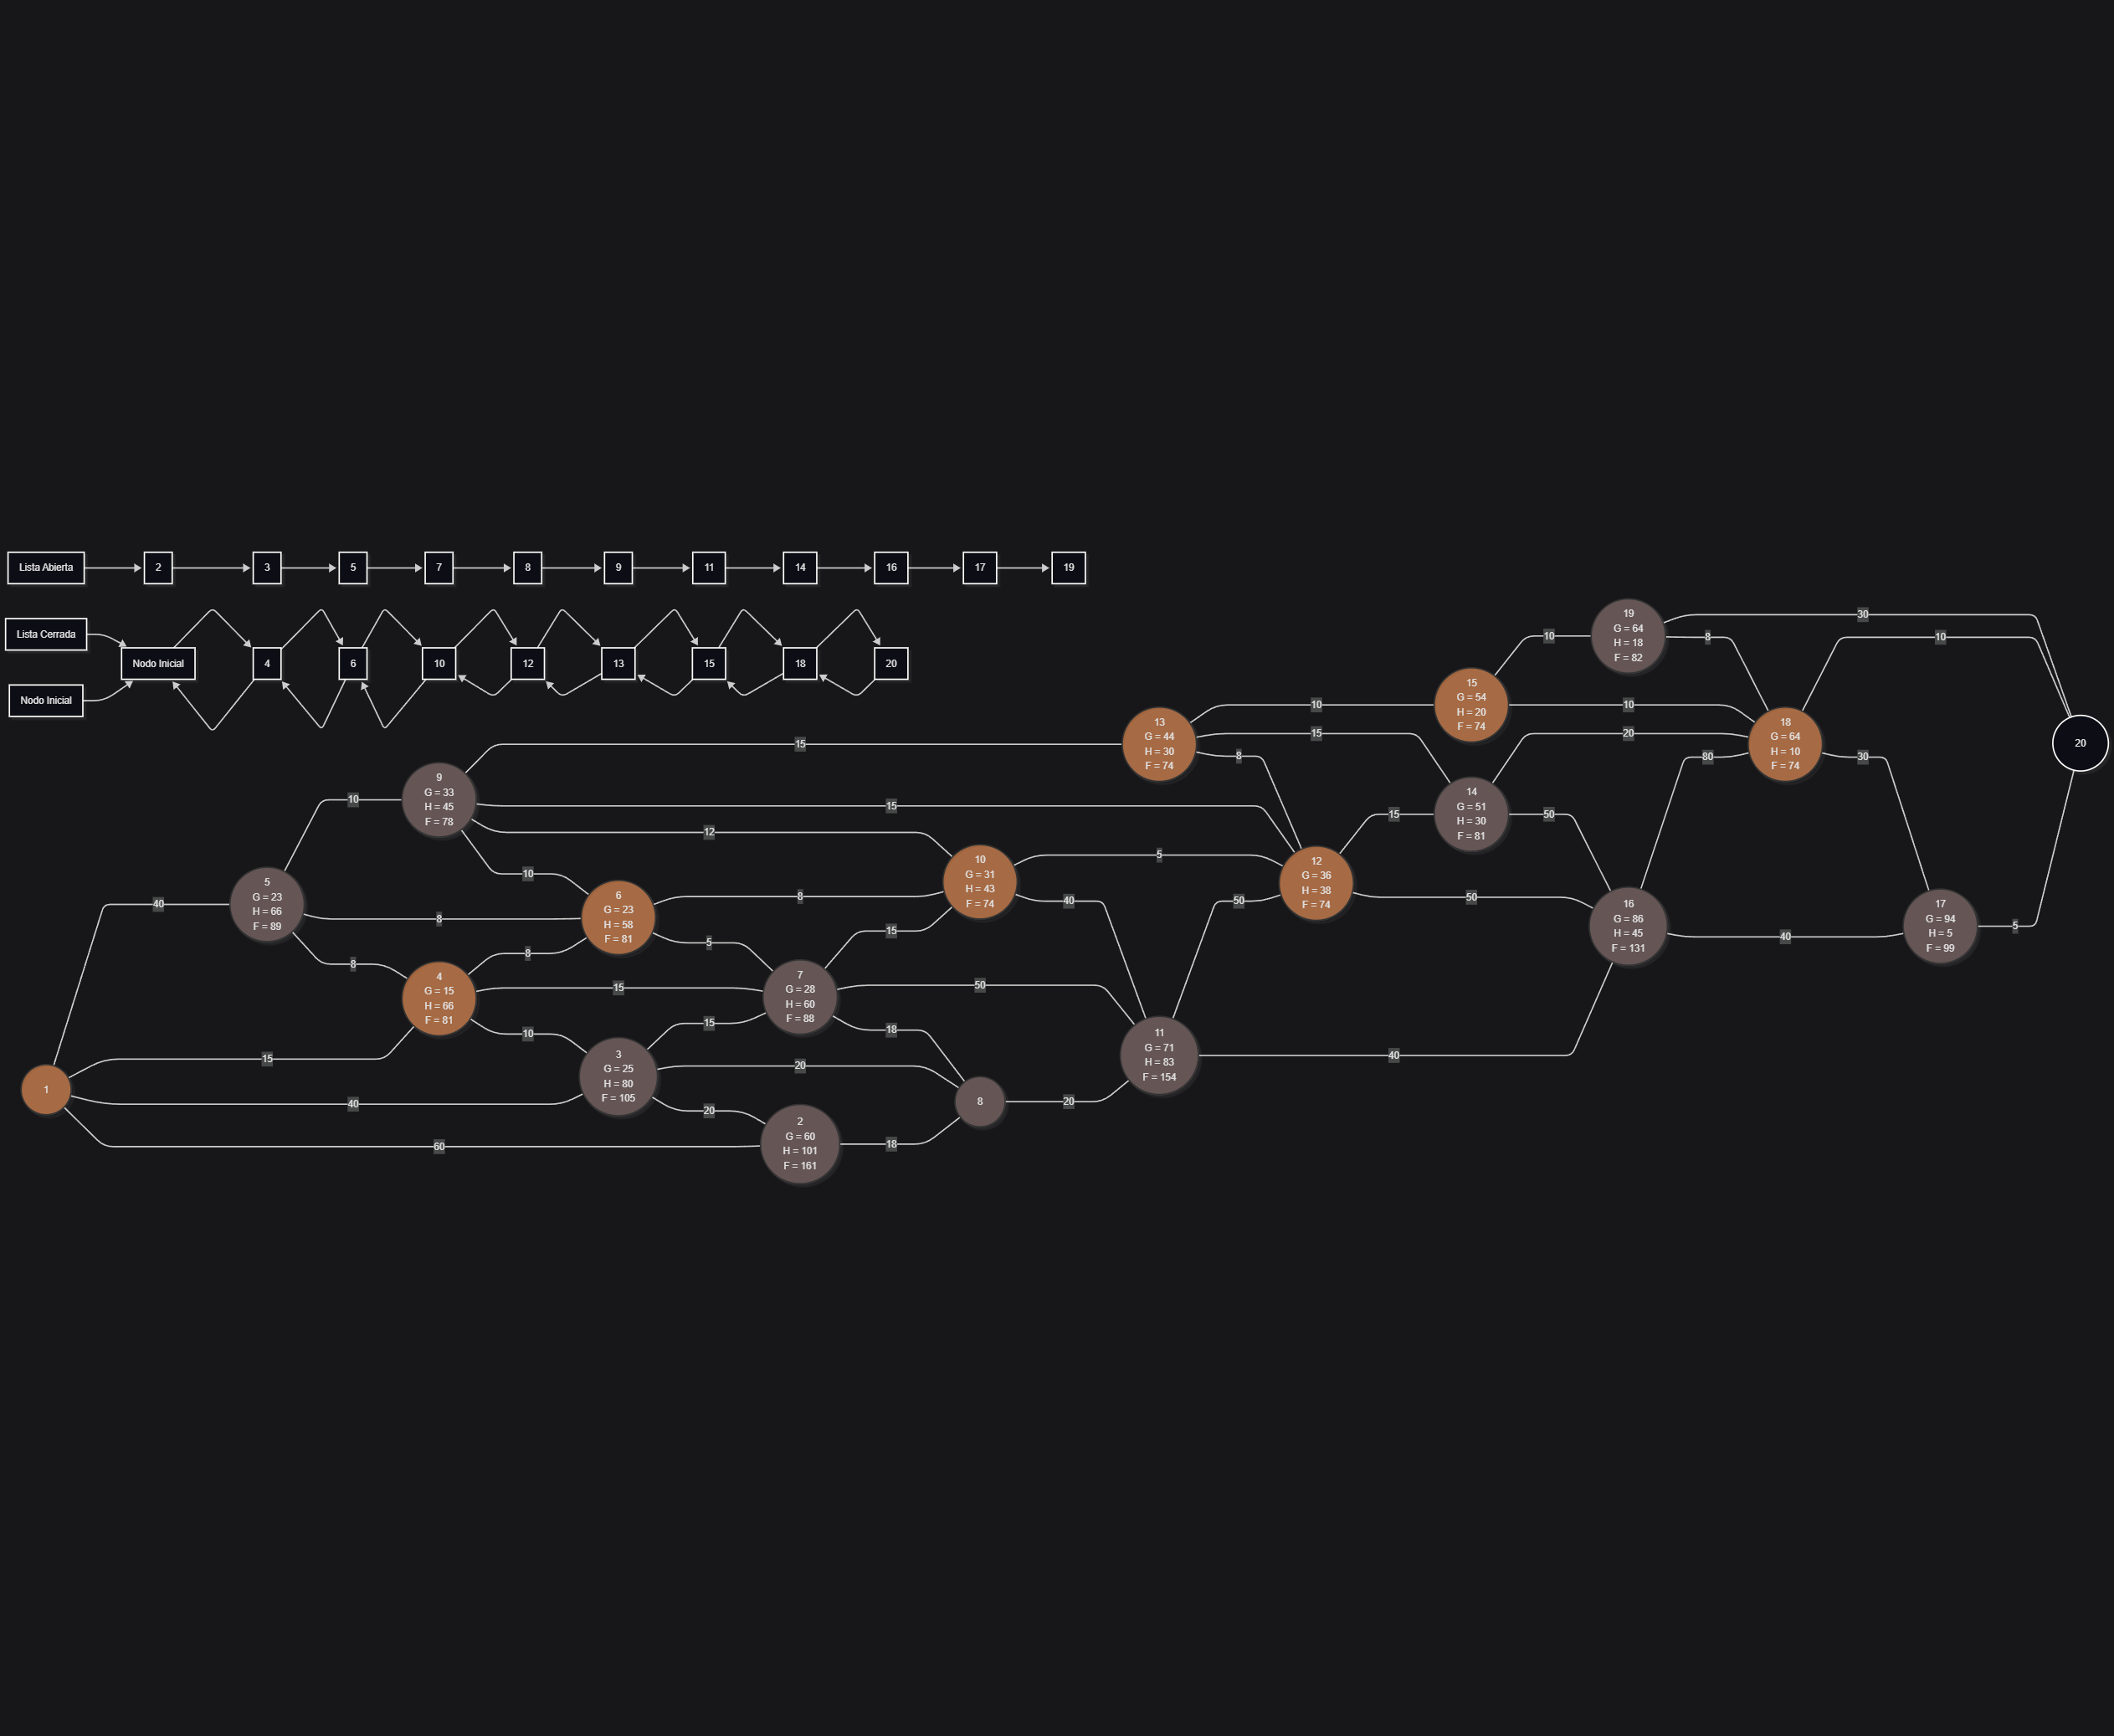 Lista Abierta
2
3
5
7
8
9
11
14
16
17
19
Lista Cerrada
Nodo Inicial
4
6
10
12
13
15
18
20
Nodo Inicial
19
G = 64
H = 18
F = 82
30
8
10
10
15
G = 54
H = 20
F = 74
10
10
13
G = 44
H = 30
F = 74
15
8
20
18
G = 64
H = 10
F = 74
80
30
20
15
9
G = 33
H = 45
F = 78
10
15
12
10
14
G = 51
H = 30
F = 81
15
50
10
G = 31
H = 43
F = 74
5
40
12
G = 36
H = 38
F = 74
50
50
5
G = 23
H = 66
F = 89
40
8
8
6
G = 23
H = 58
F = 81
8
5
8
15
16
G = 86
H = 45
F = 131
40
17
G = 94
H = 5
F = 99
5
4
G = 15
H = 66
F = 81
15
10
7
G = 28
H = 60
F = 88
50
18
15
11
G = 71
H = 83
F = 154
40
3
G = 25
H = 80
F = 105
20
20
1
15
40
60
8
20
2
G = 60
H = 101
F = 161
18